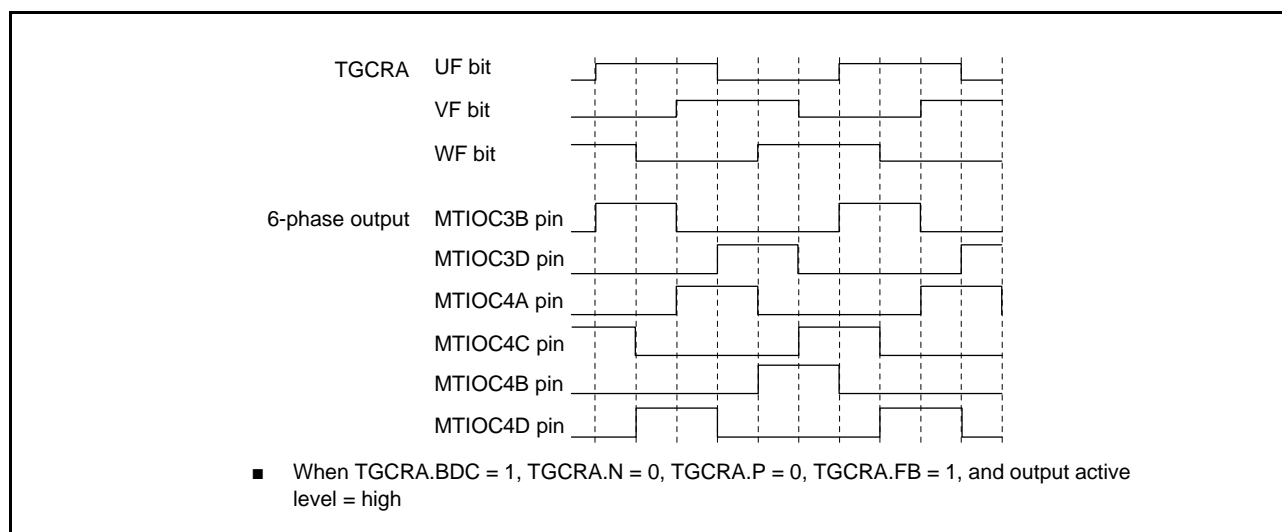 TGCRA UF bit
VF bit
WF bit
6-phase output MTIOC3B pin
MTIOC3D pin
MTIOC4A pin
MTIOC4C pin
MTIOC4B pin
MTIOC4D pin
■ When TGCRA.BDC = 1, TGCRA.N = 0, TGCRA.P = 0, TGCRA.FB = 1, and output active
level = high